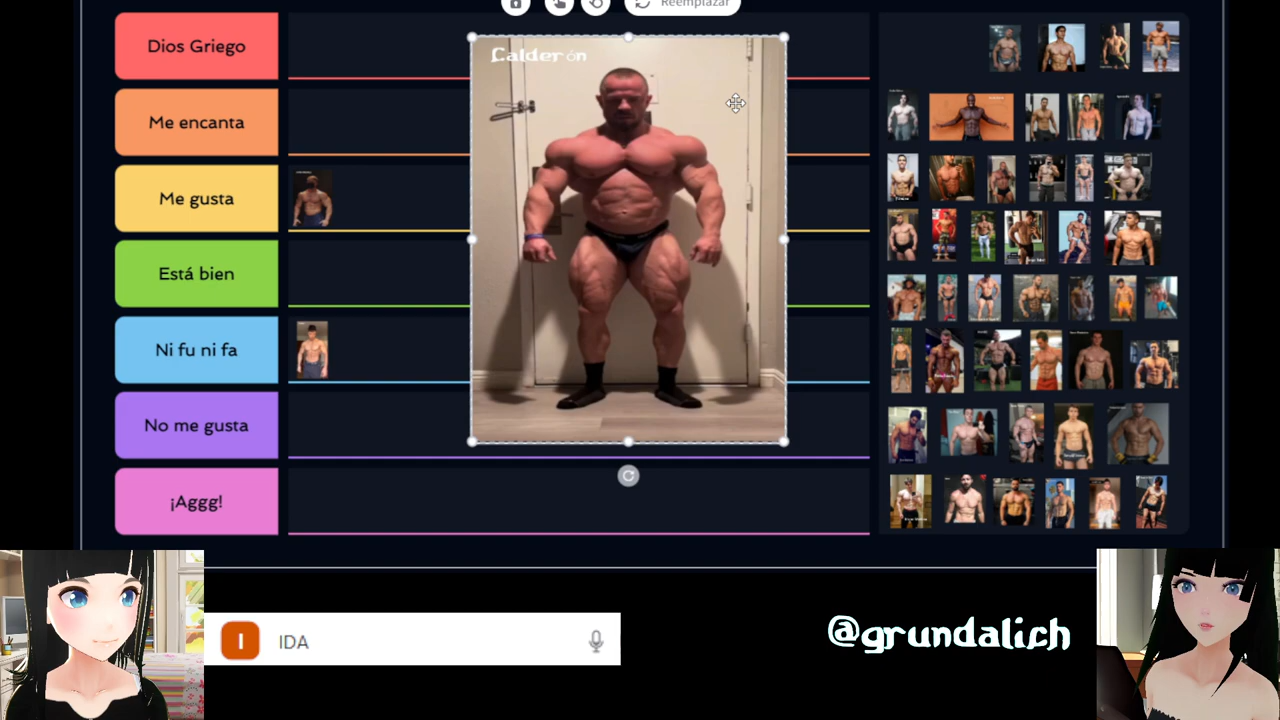 Reemplazar
Dios Griego
Calderón
Me encanta
Me gusta
Está bien
Ni fu ni fa
No me gusta
¡Aggg!
I
IDA
@grundalich